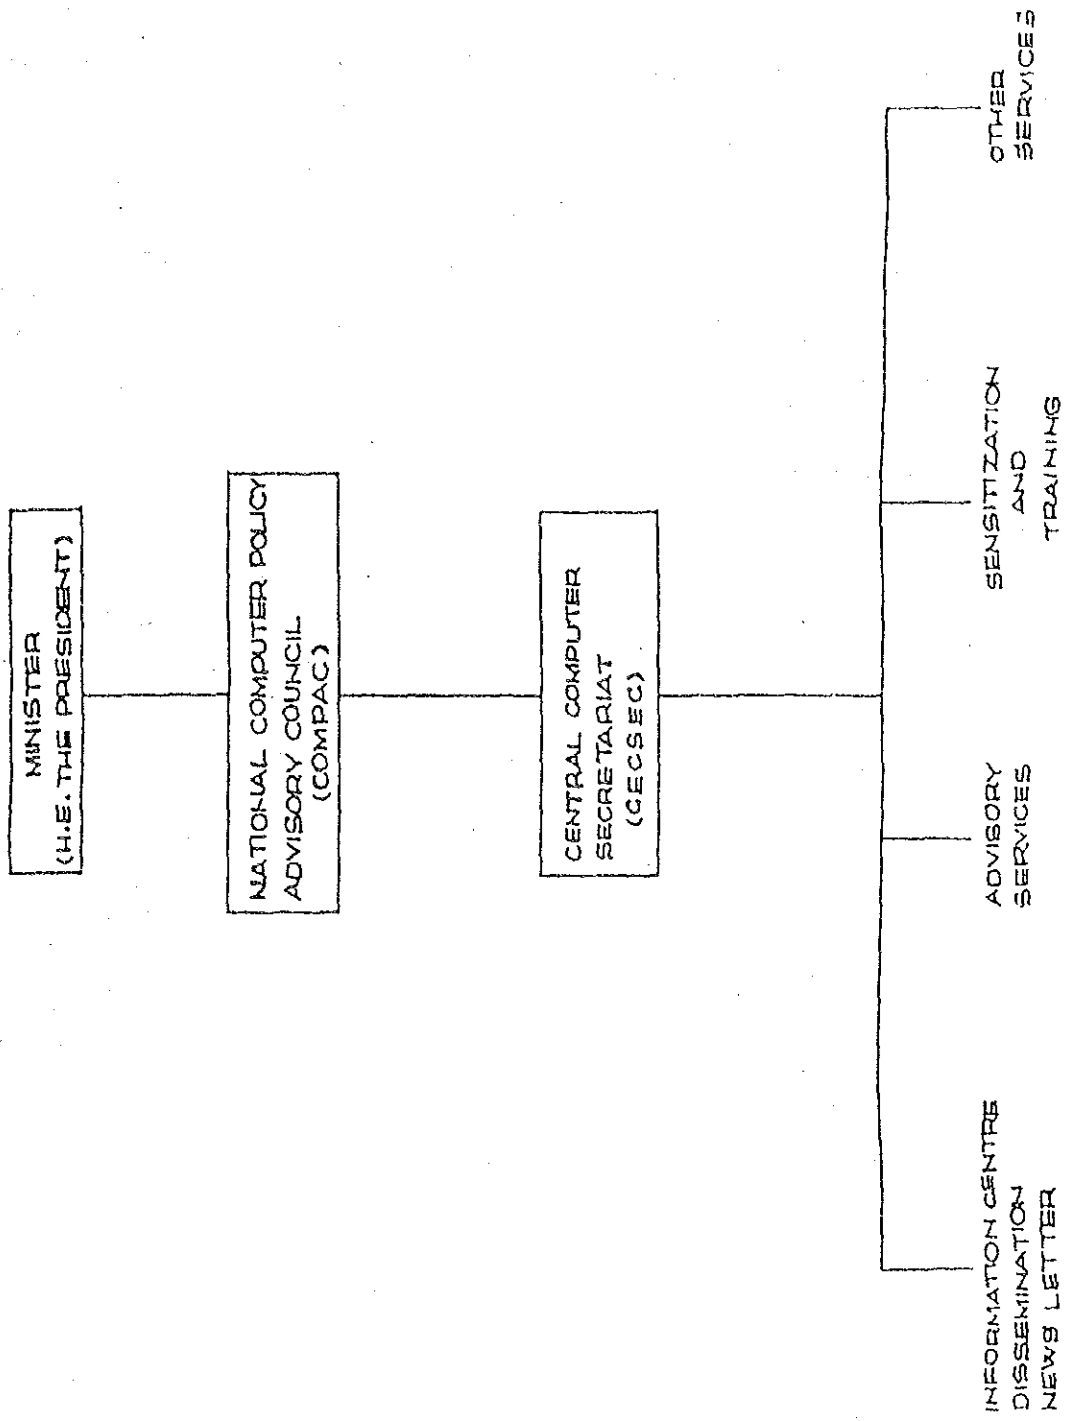 MINISTER
(H.E. THE PRESIDENT)
NATIONAL COMPUTER POLICY
ADVISORY COUNCIL
(COMPAC)
CENTRAL COMPUTER
SECRETARIAT
(CECSEC)
INFORMATION CENTRE
DISSEMINATION
NEWS LETTER
ADVISORY
SERVICES
SENSITIZATION
AND
TRAINING
OTHER
SERVICES